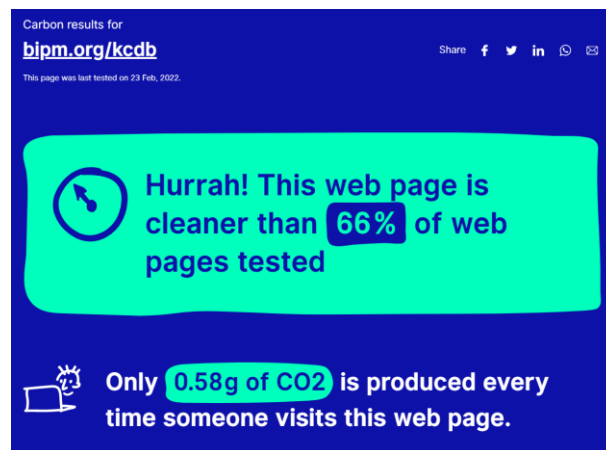 Carbon results for
bipm.org/kcdb
Share
This page was last tested on 23 Feb, 2022.
Hurrah! This web page is
cleaner than 66% of web
pages tested
Only 0.58g of CO2 is produced every
time someone visits this web page.